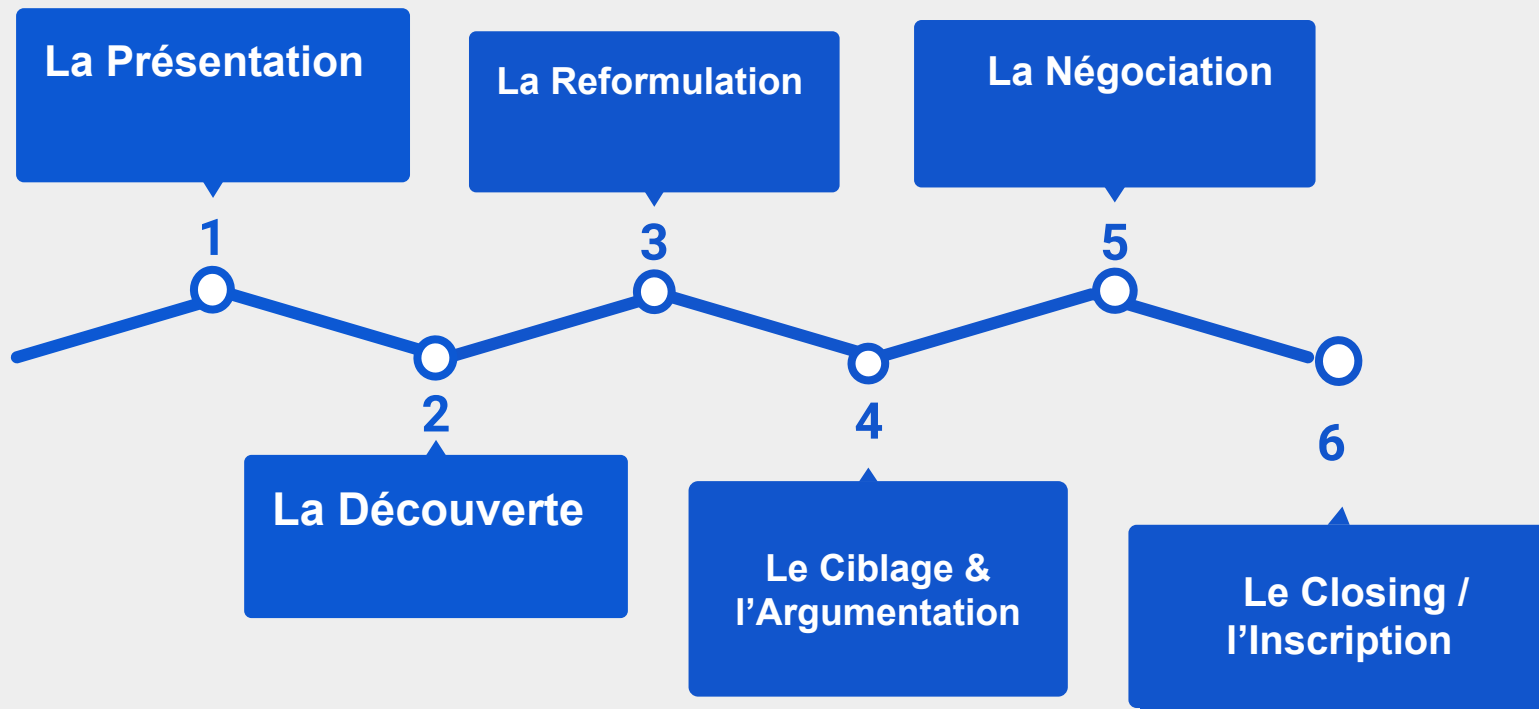 La Présentation
1
2
La Découverte
La Reformulation
3
4
Le Ciblage &
l’Argumentation
La Négociation
5
6
Le Closing /
l’Inscription